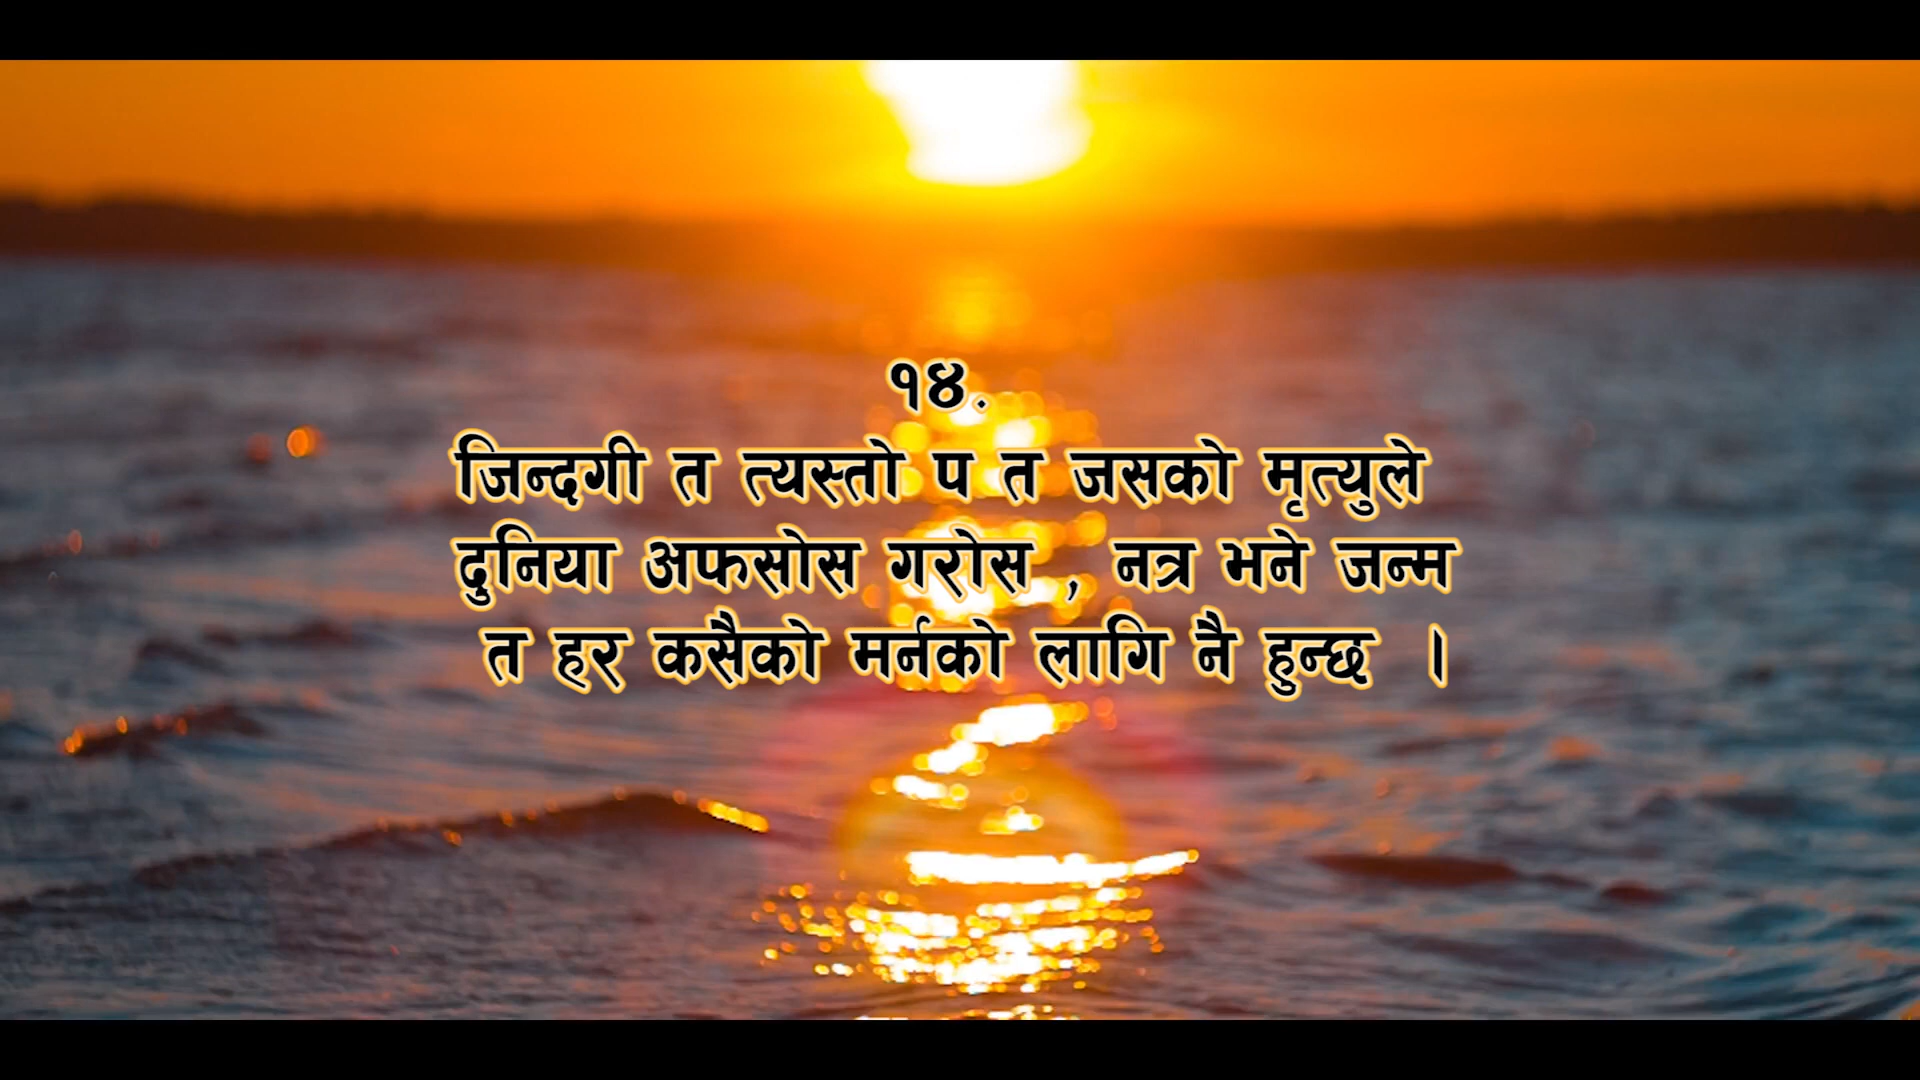 १४.
जिन्दगी त त्यस्तो प त जसको मृत्युले
दुनिया अफसोस गरोस , नत्र भने जन्म
त हर कसैको मर्नको लागि नै हुन्छ ।